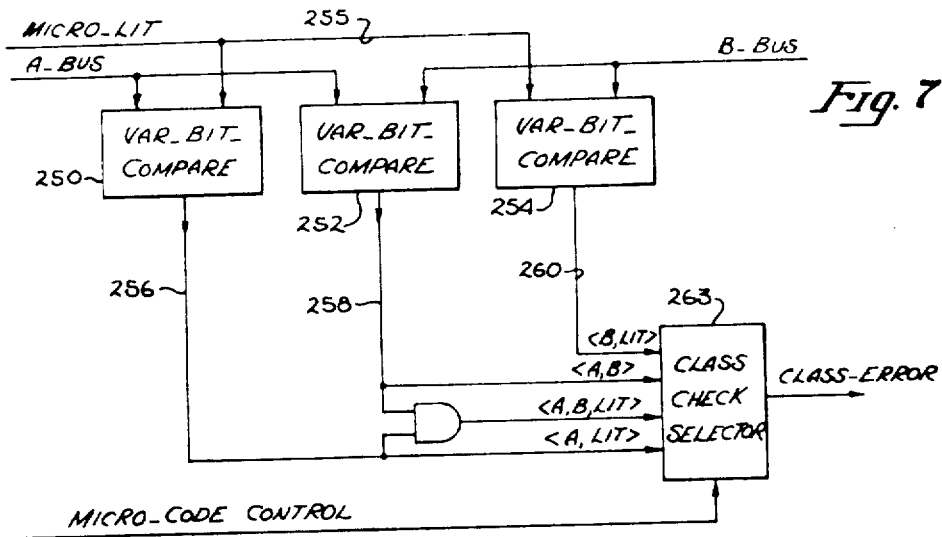 255
MICRO_LIT
A_BUS
B_BUS
Fig. 7
VAR_BIT_
COMPARE
VAR_BIT_
COMPARE
VAR_BIT_
COMPARE
250
252
254
256
258
260
263
<B,LIT>
<A,B>
<A,B,LIT>
<A,LIT>
CLASS
CHECK
SELECTOR
CLASS-ERROR
MICRO_CODE CONTROL